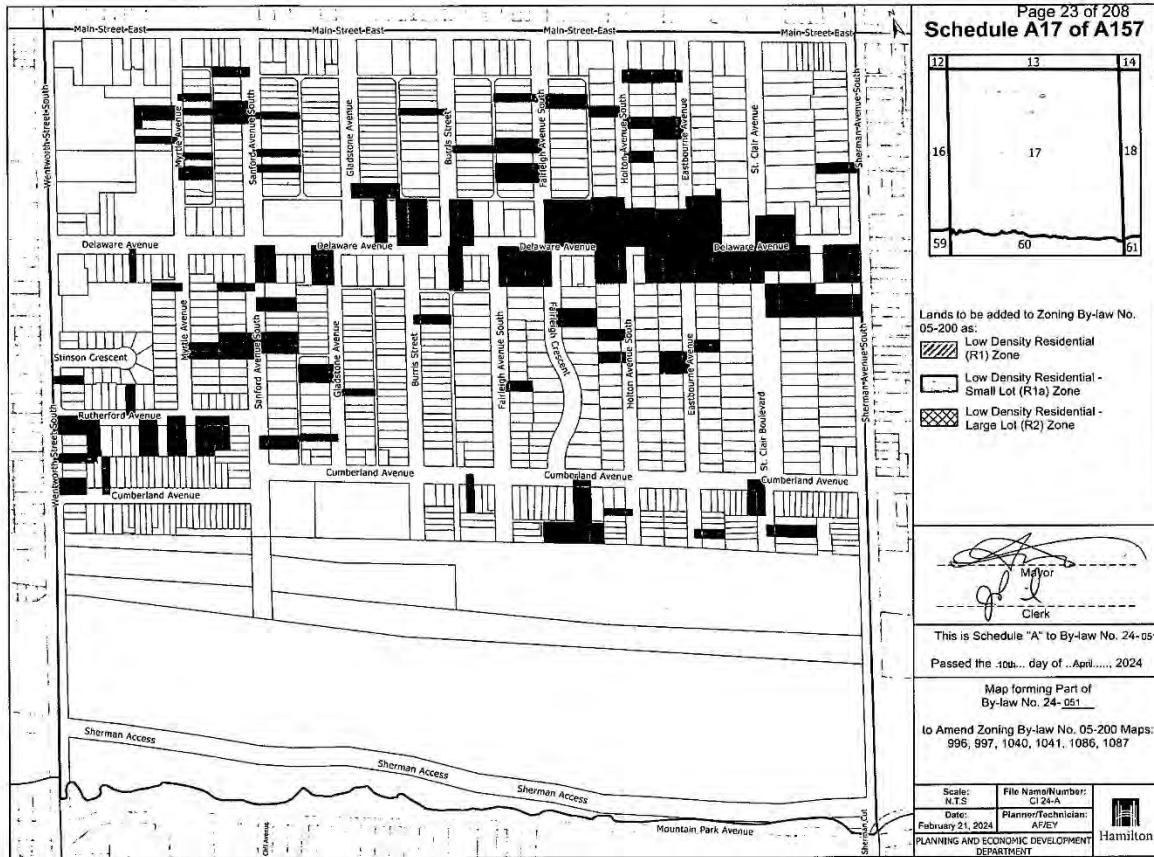 Page 23 of 208
Schedule A17 of A157
Main-Street-East
Main-Street-East
Main-Street-East
Main-Street-East
12
13
14
16
17
18
59
60
61
Wentworth-Street-South
Myrtle Avenue
Sanford-Avenue-South
Gladstone-Avenue
Burris Street
Fairleigh Avenue South
Holton-Avenue-South
Eastbourne-Avenue
St. Clair Avenue
Sherman-Avenue-South
Delaware Avenue
Delaware Avenue
Delaware Avenue
Delaware Avenue
Lands to be added to Zoning By-law No.
05-200 as:
Low Density Residential
(R1) Zone
Low Density Residential -
Small Lot (R1a) Zone
Low Density Residential -
Large Lot (R2) Zone
Stinson Crescent
Myrtle Avenue
Sanford Avenue South
Gladstone Avenue
Burris Street
Fairleigh Avenue South
Fairleigh Crescent
Holton Avenue South
Eastbourne Avenue
St. Clair Boulevard
Sherman-Avenue-South
Rutherford Avenue
Wentworth-Street-South
Cumberland Avenue
Cumberland Avenue
Cumberland Avenue
Cumberland Avenue
Mayor
Clerk
This is Schedule "A" to By-law No. 24-05
Passed the .10th... day of ..April....., 2024
Map forming Part of
By-law No. 24- 051
to Amend Zoning By-law No. 05-200 Maps:
996, 997, 1040, 1041, 1086, 1087
Sherman Access
Sherman Access
Sherman Access
Mountain Park Avenue
Sherman Cut
Scale:
N.T.S
File Name/Number:
CI 24-A
Date:
February 21, 2024
Planner/Technician:
AF/EY
Hamilton
PLANNING AND ECONOMIC DEVELOPMENT
DEPARTMENT